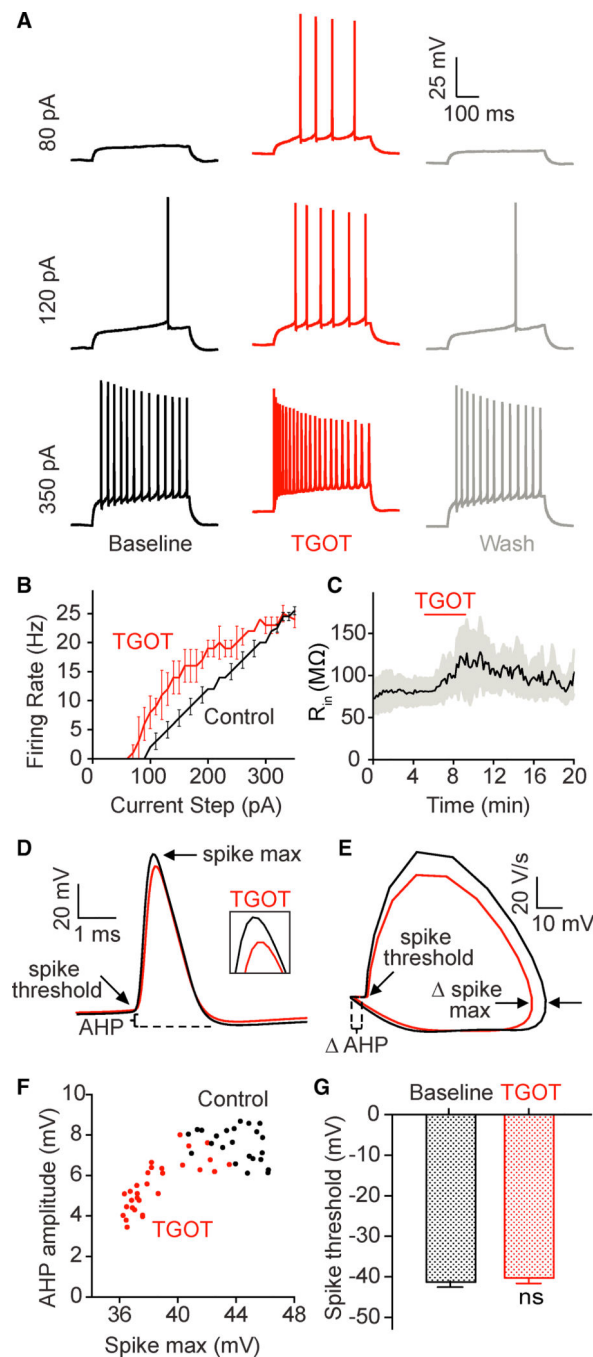 A
80 pA
25 mV
100 ms
120 pA
350 pA
Baseline
TGOT
Wash
B
Firing Rate (Hz)
25
20
15
10
5
0
TGOT
Control
0
100
200
300
Current Step (pA)
C
TGOT
R_in (MΩ)
150
100
50
0
0
4
8
12
16
20
Time (min)
D
20 mV
1 ms
spike max
TGOT
spike
threshold
AHP
E
20 V/s
10 mV
spike
threshold
Δ spike
max
Δ AHP
F
AHP amplitude (mV)
10
8
6
4
2
0
Control
TGOT
36
40
44
48
Spike max (mV)
G
Baseline
TGOT
Spike threshold (mV)
0
-10
-20
-30
-40
-50
ns